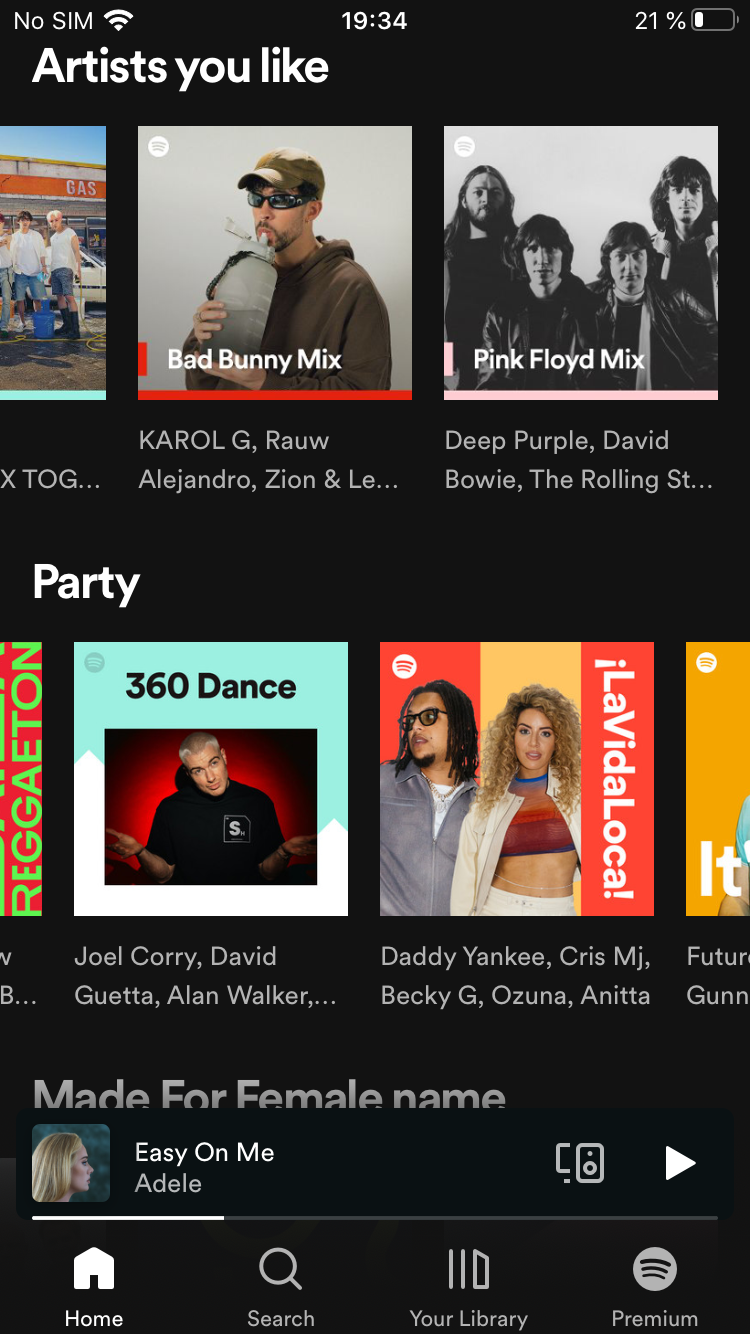 No SIM 19:34 21 %
Artists you like
GAS
Bad Bunny Mix
Pink Floyd Mix
X TOG...
KAROL G, Rauw
Alejandro, Zion & Le...
Deep Purple, David
Bowie, The Rolling St...
Party
REGGAETON
360 Dance
SH
¡LaVidaLoca!
It'
w
B...
Joel Corry, David
Guetta, Alan Walker,...
Daddy Yankee, Cris Mj,
Becky G, Ozuna, Anitta
Futur
Gunn
Made For Female name
Easy On Me
Adele
Home
Search
Your Library
Premium